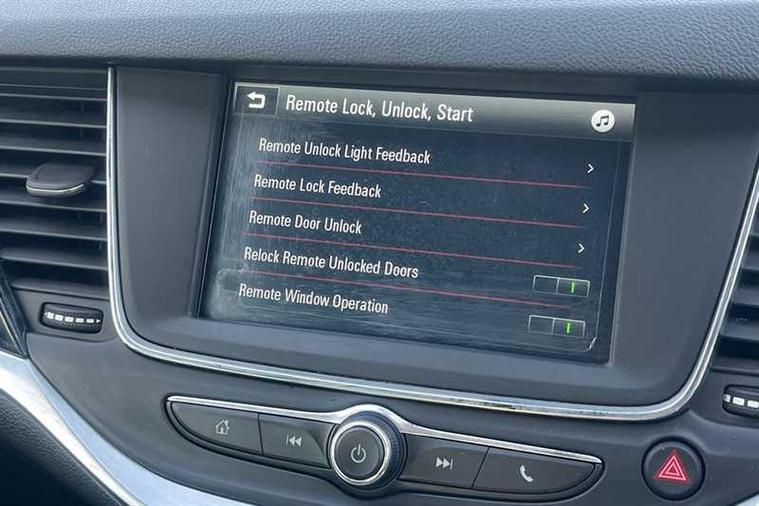 Remote Lock, Unlock, Start
Remote Unlock Light Feedback
Remote Lock Feedback
Remote Door Unlock
Relock Remote Unlocked Doors
Remote Window Operation